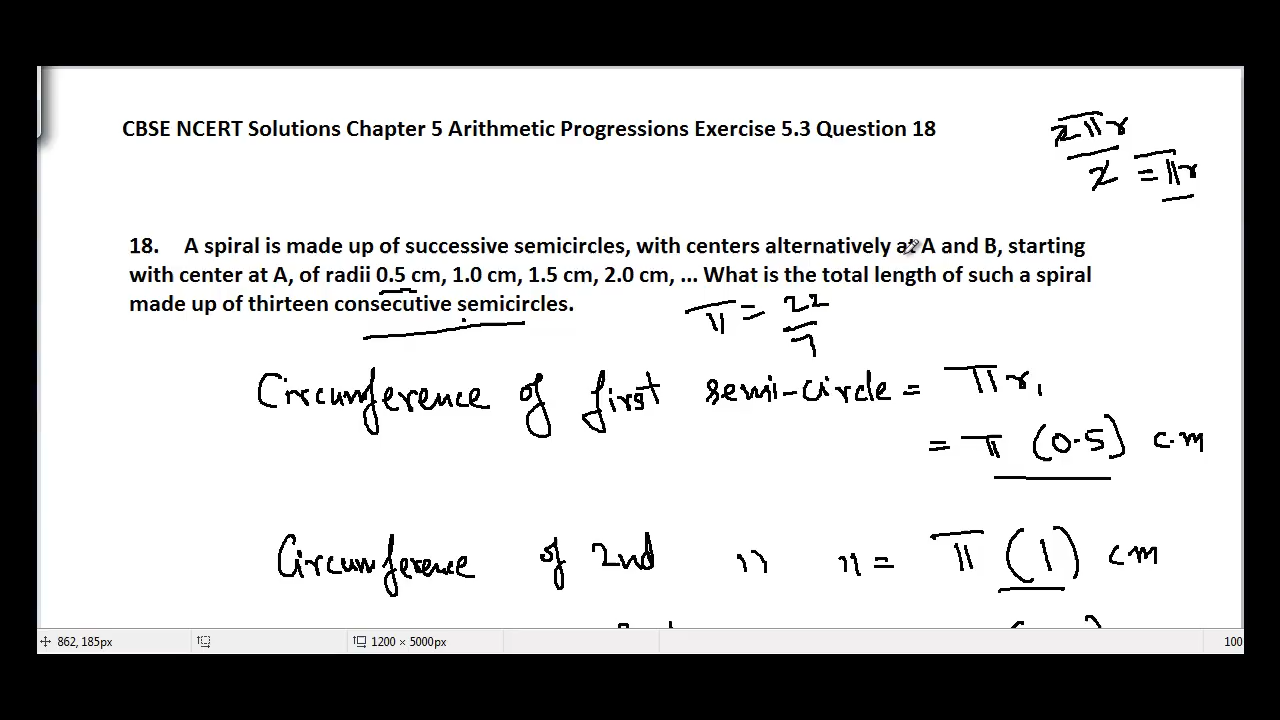 CBSE NCERT Solutions Chapter 5 Arithmetic Progressions Exercise 5.3 Question 18
2πr
2 = πr
18. A spiral is made up of successive semicircles, with centers alternatively at A and B, starting
with center at A, of radii 0.5 cm, 1.0 cm, 1.5 cm, 2.0 cm, ... What is the total length of such a spiral
made up of thirteen consecutive semicircles.
π = 22
7
Circumference of first semi-circle = πr₁
= π (0.5) c.m
Circumference of 2nd " " = π (1) cm
862, 185px
1200 × 5000px
100